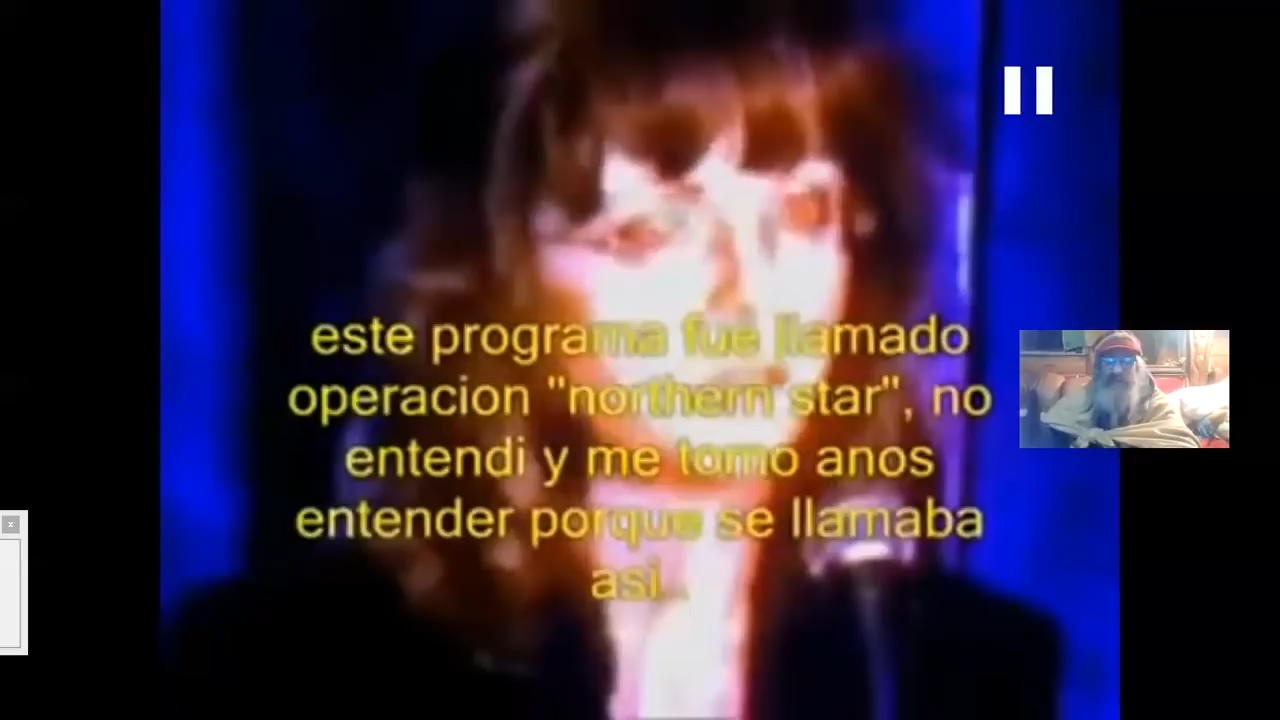 este programa fue llamado
operacion "northern star", no
entendi y me tomo anos
entender porque se llamaba
asi...